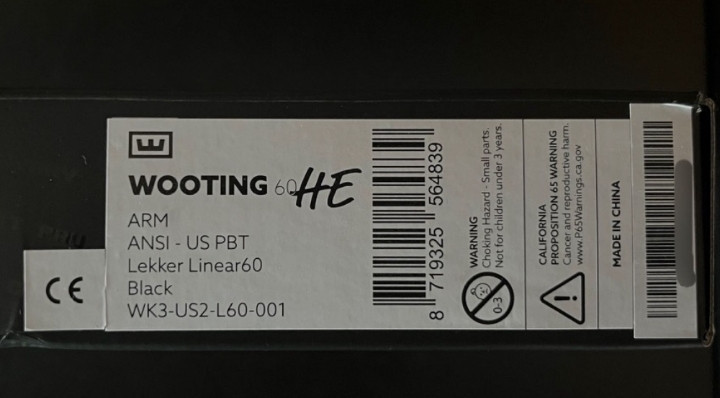 WOOTING 60HE
ARM
ANSI - US PBT
Lekker Linear60
Black
WK3-US2-L60-001
CE
8 719325 564839
WARNING
Choking Hazard - Small parts.
Not for children under 3 years.
0-3
CALIFORNIA
PROPOSITION 65 WARNING
Cancer and reproductive harm.
www.P65Warnings.ca.gov
MADE IN CHINA